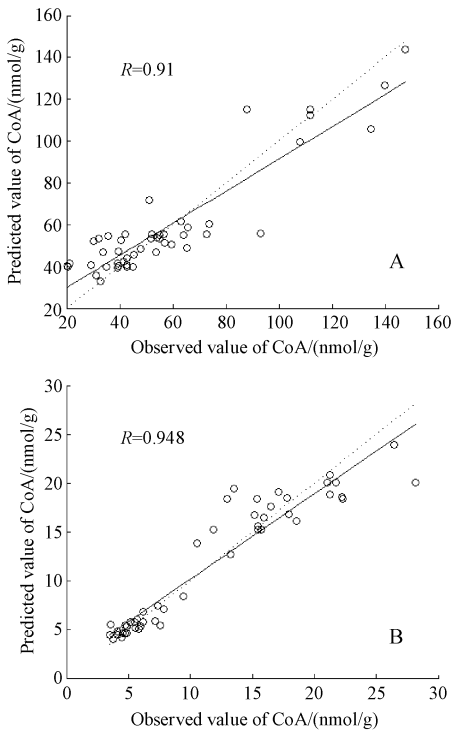 160
140
120
100
80
60
40
20
R=0.91
A
Predicted value of CoA/(nmol/g)
20 40 60 80 100 120 140 160
Observed value of CoA/(nmol/g)
30
25
20
15
10
5
0
R=0.948
B
Predicted value of CoA/(nmol/g)
0 5 10 15 20 25 30
Observed value of CoA/(nmol/g)